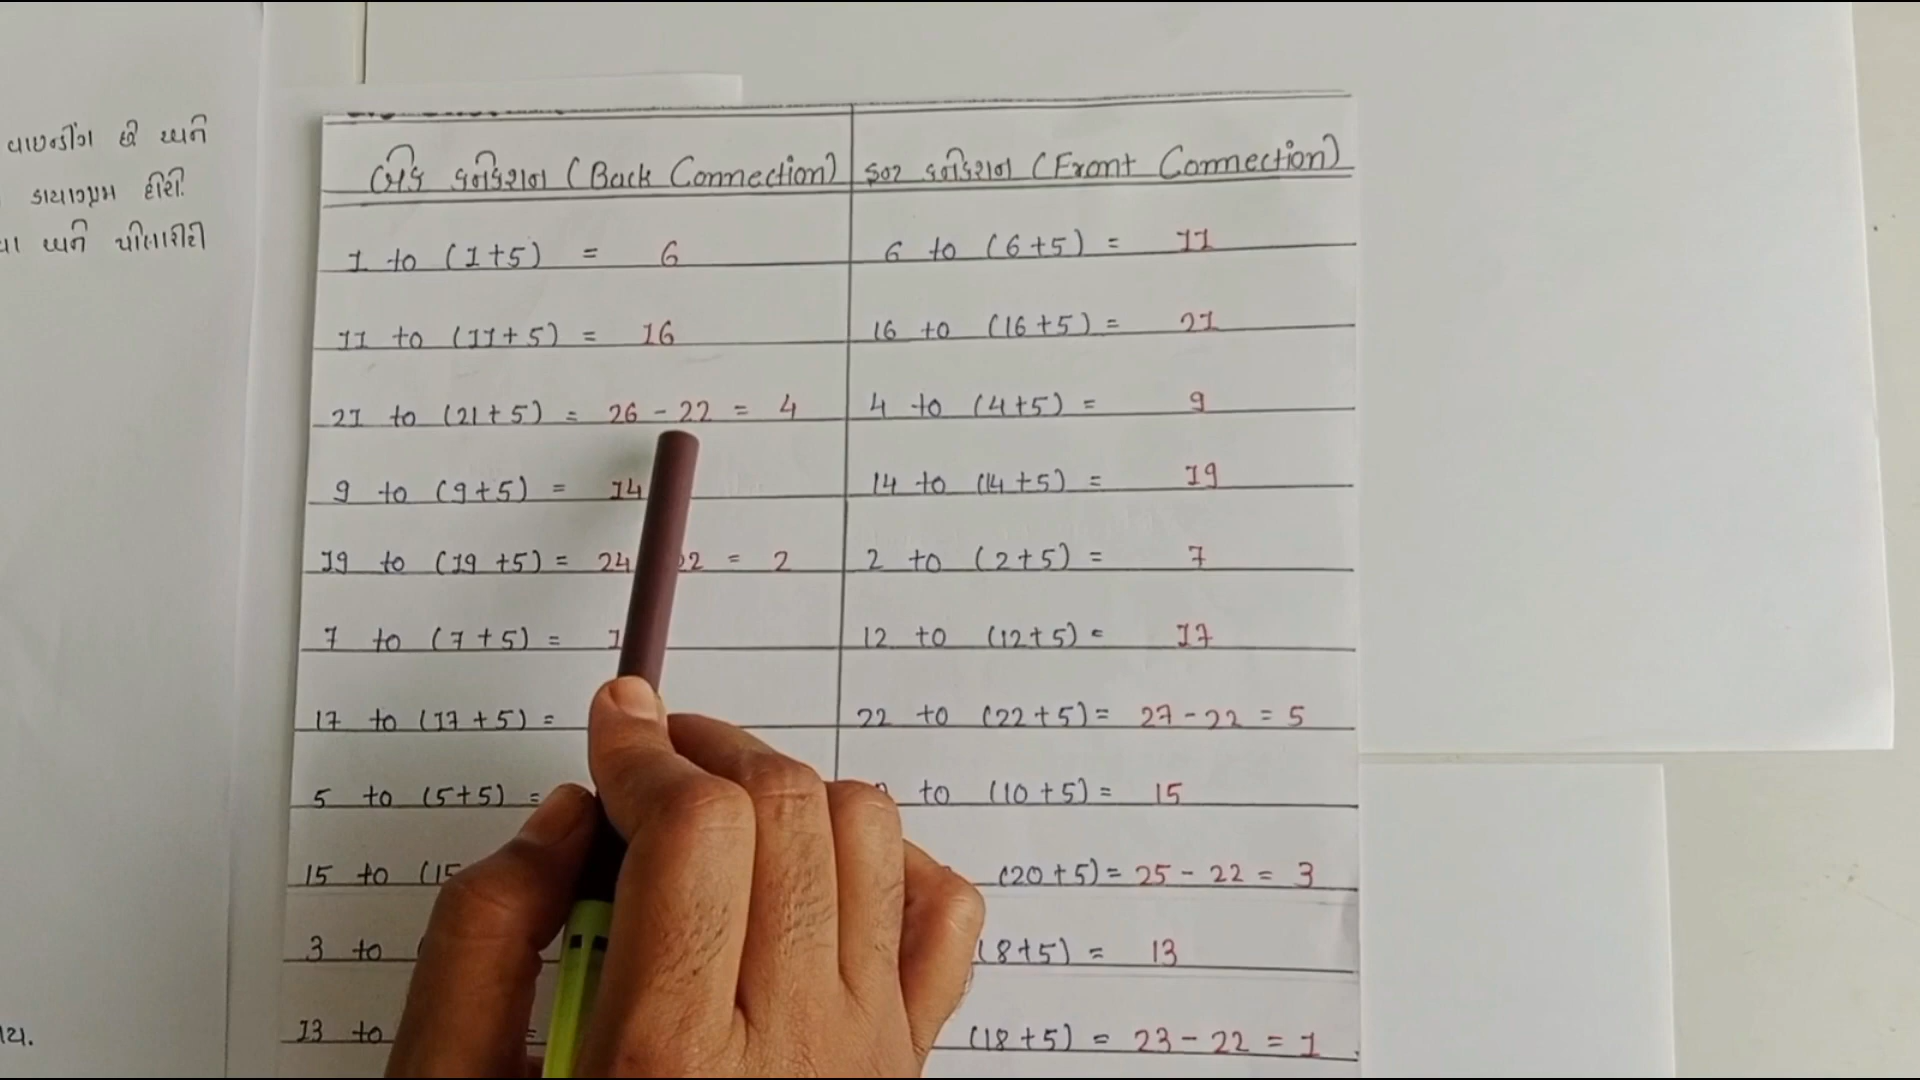 વાઇન્ડીંગ છે અને
ડાયાગ્રામ દોરી.
અને પોલારીટી
બેક કનેક્શન (Back Connection) ફ્રન્ટ કનેક્શન (Front Connection)
1 to (1+5) = 6 6 to (6+5) = 11
11 to (11+5) = 16 16 to (16+5) = 21
21 to (21+5) = 26 - 22 = 4 4 to (4+5) = 9
9 to (9+5) = 14 14 to (14+5) = 19
19 to (19+5) = 24 22 = 2 2 to (2+5) = 7
7 to (7+5) = 1 12 to (12+5) = 17
17 to (17+5) = 22 to (22+5) = 27-22 = 5
5 to (5+5) = to (10+5) = 15
15 to (15 (20+5) = 25 - 22 = 3
3 to ( (8+5) = 13
13 to = (18+5) = 23 - 22 = 1